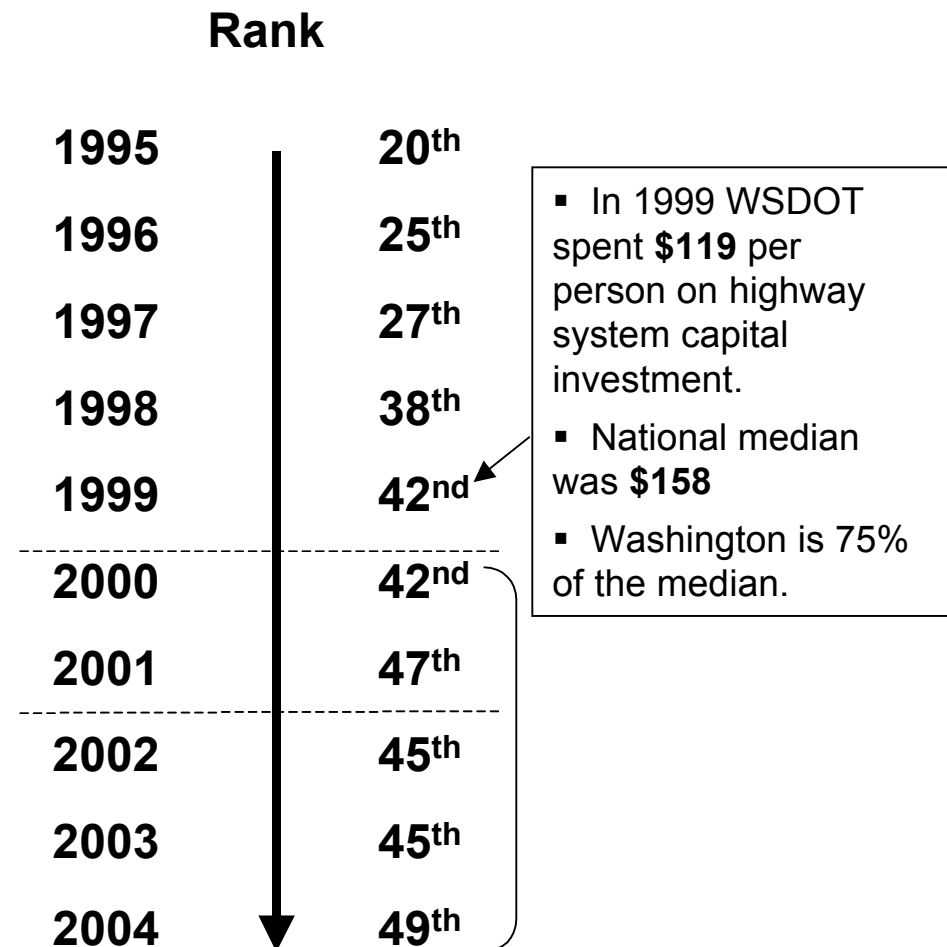 Rank
1995 20th
1996 25th
1997 27th
1998 38th
1999 42nd
2000 42nd
2001 47th
2002 45th
2003 45th
2004 49th
▪ In 1999 WSDOT
spent $119 per
person on highway
system capital
investment.
▪ National median
was $158
▪ Washington is 75%
of the median.